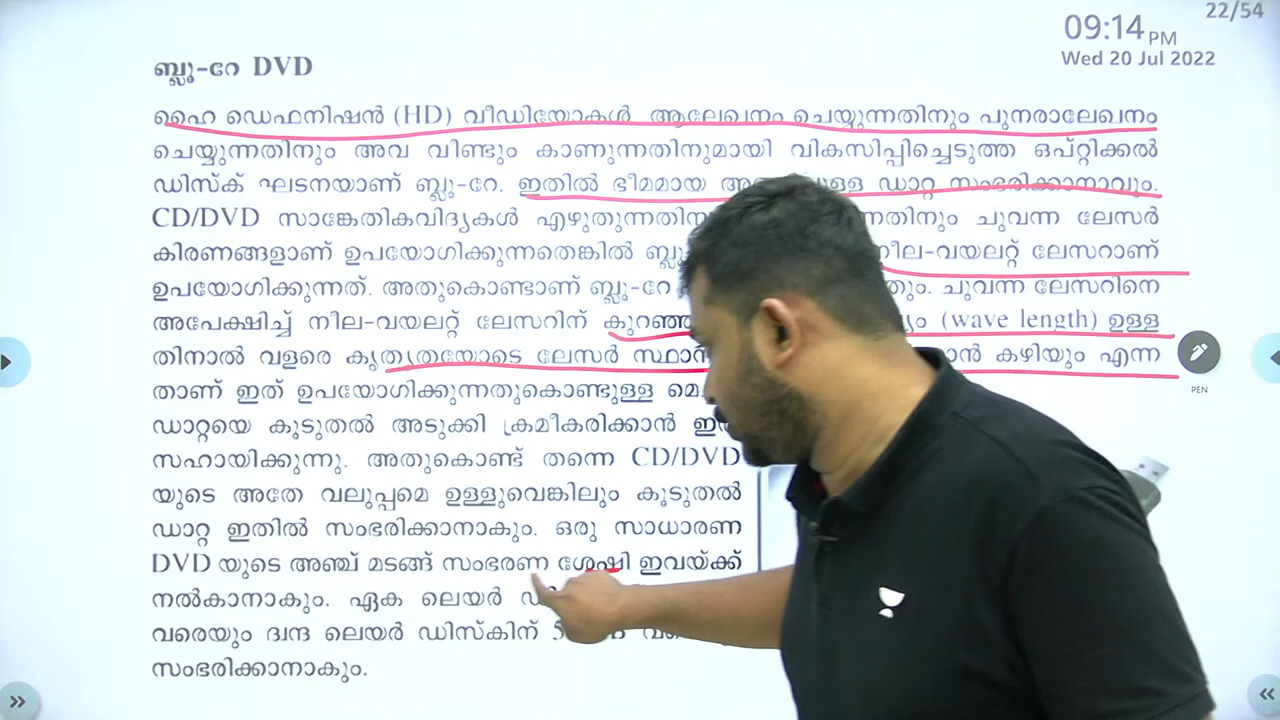 22/54
09:14 PM
Wed 20 Jul 2022
ബ്ലൂ-റേ DVD
ഹൈ ഡെഫനിഷൻ (HD) വീഡിയോകൾ ആലേഖനം ചെയ്യുന്നതിനും പുനരാലേഖനം
ചെയ്യുന്നതിനും അവ വീണ്ടും കാണുന്നതിനുമായി വികസിപ്പിച്ചെടുത്ത ഒപ്റ്റിക്കൽ
ഡിസ്ക് ഘടനയാണ് ബ്ലൂ-റേ. ഇതിൽ ഭീമമായ ഡാറ്റ സംഭരിക്കാനാവും.
CD/DVD സാങ്കേതികവിദ്യകൾ എഴുതുന്നതിനും ചുവന്ന ലേസർ
കിരണങ്ങളാണ് ഉപയോഗിക്കുന്നതെങ്കിൽ നീല-വയലറ്റ് ലേസറാണ്
ഉപയോഗിക്കുന്നത്. അതുകൊണ്ടാണ് ബ്ലൂ-റേ ചുവന്ന ലേസറിനെ
അപേക്ഷിച്ച് നീല-വയലറ്റ് ലേസറിന് (wave length) ഉള്ള
തിനാൽ വളരെ കൃത്യതയോടെ ലേസർ കഴിയും എന്ന
PEN
താണ് ഇത് ഉപയോഗിക്കുന്നതുകൊണ്ടുള്ള
ഡാറ്റയെ കൂടുതൽ അടുക്കി ക്രമീകരിക്കാൻ
സഹായിക്കുന്നു. അതുകൊണ്ട് തന്നെ CD/DVD
യുടെ അതേ വലുപ്പമെ ഉള്ളുവെങ്കിലും കൂടുതൽ
ഡാറ്റ ഇതിൽ സംഭരിക്കാനാകും. ഒരു സാധാരണ
DVD യുടെ അഞ്ച് മടങ്ങ് സംഭരണ ശേഷി ഇവയ്ക്ക്
നൽകാനാകും. ഏക ലെയർ
വരെയും ദ്വന്ദ ലെയർ ഡിസ്കിന്
സംഭരിക്കാനാകും.